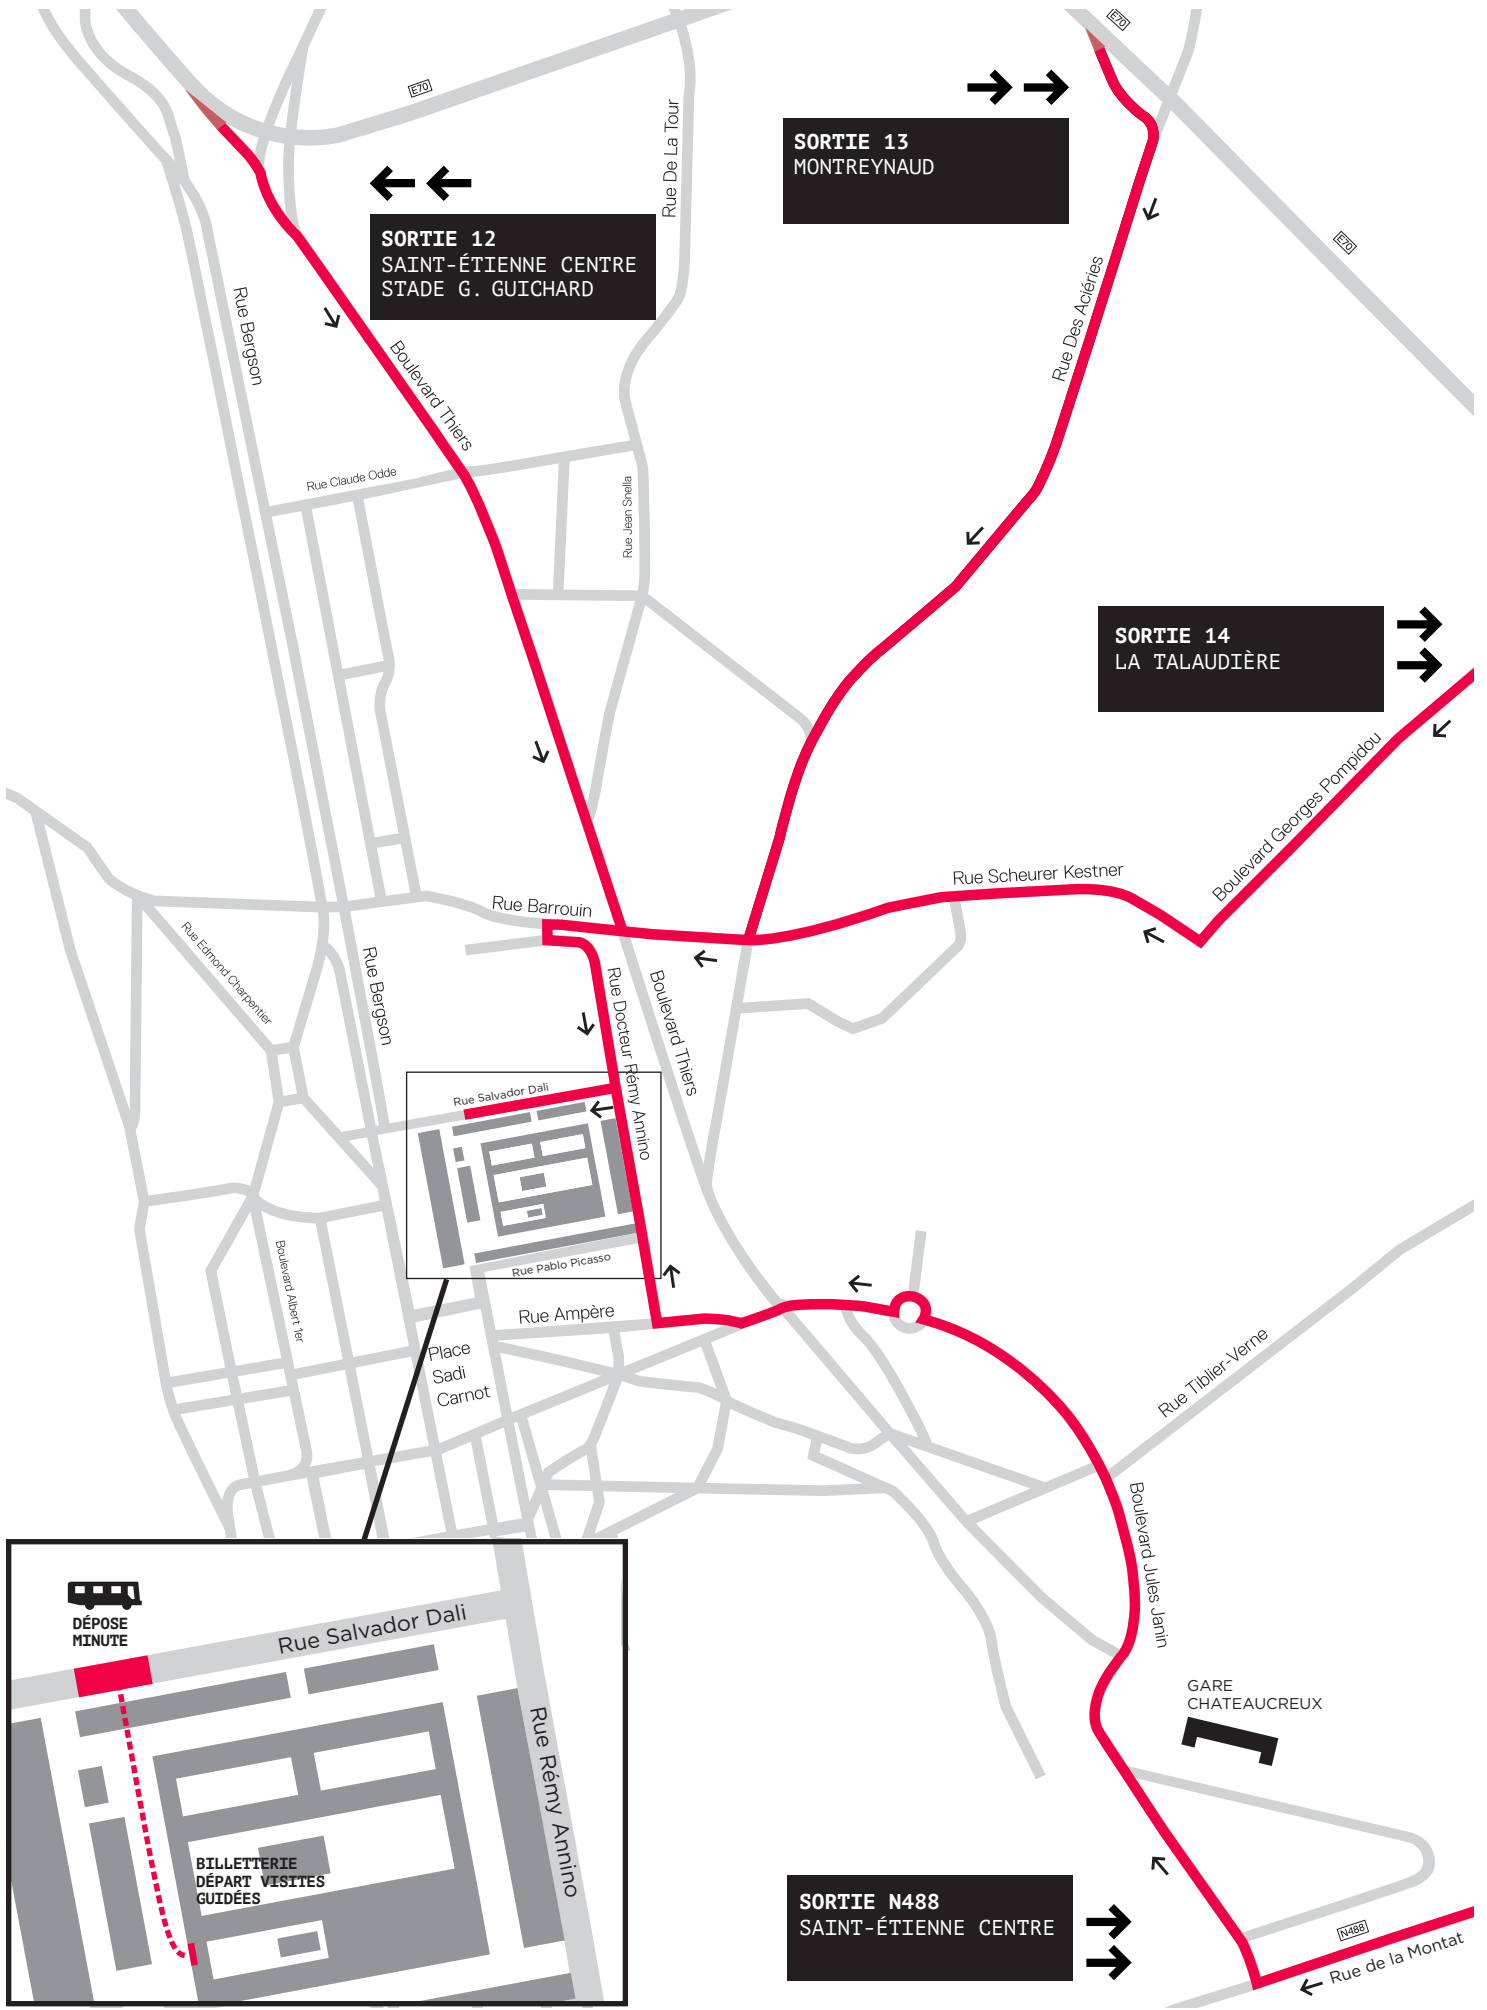 E70
E70
SORTIE 13
MONTREYNAUD
Rue De La Tour
SORTIE 12
SAINT-ÉTIENNE CENTRE
STADE G. GUICHARD
E70
Rue Bergson
Rue Des Aciéries
Boulevard Thiers
Rue Claude Odde
Rue Jean Snella
SORTIE 14
LA TALAUDIÈRE
Boulevard Georges Pompidou
Rue Scheurer Kestner
Rue Barrouin
Rue Edmond Charpentier
Rue Bergson
Rue Docteur Rémy Annino
Boulevard Thiers
Rue Salvador Dali
Rue Pablo Picasso
Boulevard Albert 1er
Rue Ampère
Place
Sadi
Carnot
Rue Tiblier-Verne
Boulevard Jules Janin
GARE
CHATEAUCREUX
DÉPOSE
MINUTE
Rue Salvador Dali
Rue Rémy Annino
BILLETTERIE
DÉPART VISITES
GUIDÉES
SORTIE N488
SAINT-ÉTIENNE CENTRE
N488
Rue de la Montat